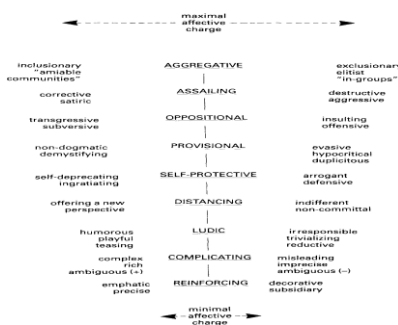 maximal
affective
charge
inclusionary
"amiable
communities"
AGGREGATIVE
exclusionary
elitist
"in-groups"
corrective
satiric
ASSAILING
destructive
aggressive
transgressive
subversive
OPPOSITIONAL
insulting
offensive
non-dogmatic
demystifying
PROVISIONAL
evasive
hypocritical
duplicitous
self-deprecating
ingratiating
SELF-PROTECTIVE
arrogant
defensive
offering a new
perspective
DISTANCING
indifferent
non-committal
humorous
playful
teasing
LUDIC
irresponsible
trivializing
reductive
complex
rich
ambiguous (+)
COMPLICATING
misleading
imprecise
ambiguous (–)
emphatic
precise
REINFORCING
decorative
subsidiary
minimal
affective
charge